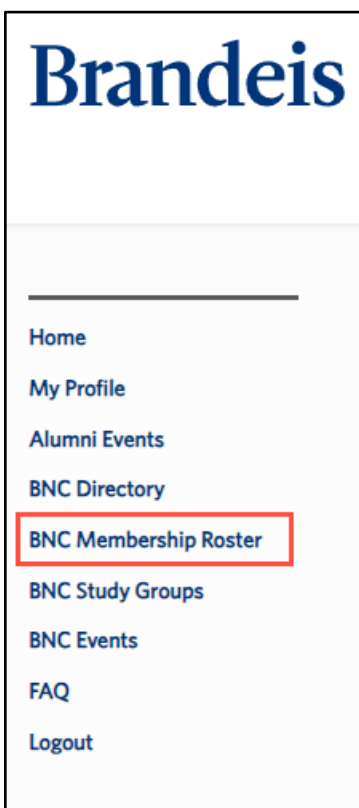 Brandeis
Home
My Profile
Alumni Events
BNC Directory
BNC Membership Roster
BNC Study Groups
BNC Events
FAQ
Logout